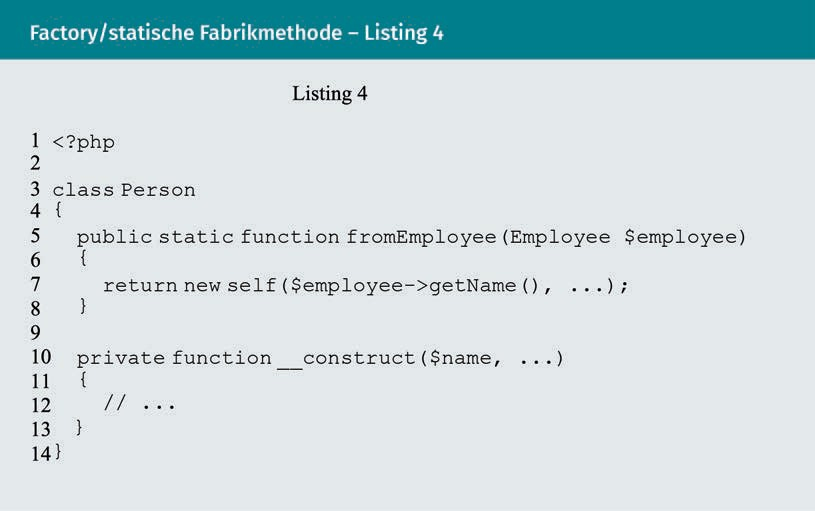 Factory/statische Fabrikmethode – Listing 4
Listing 4
1 <?php
2
3 class Person
4 {
5 public static function fromEmployee(Employee $employee)
6 {
7 return new self($employee->getName(), ...);
8 }
9
10 private function __construct($name, ...)
11 {
12 // ...
13 }
14 }